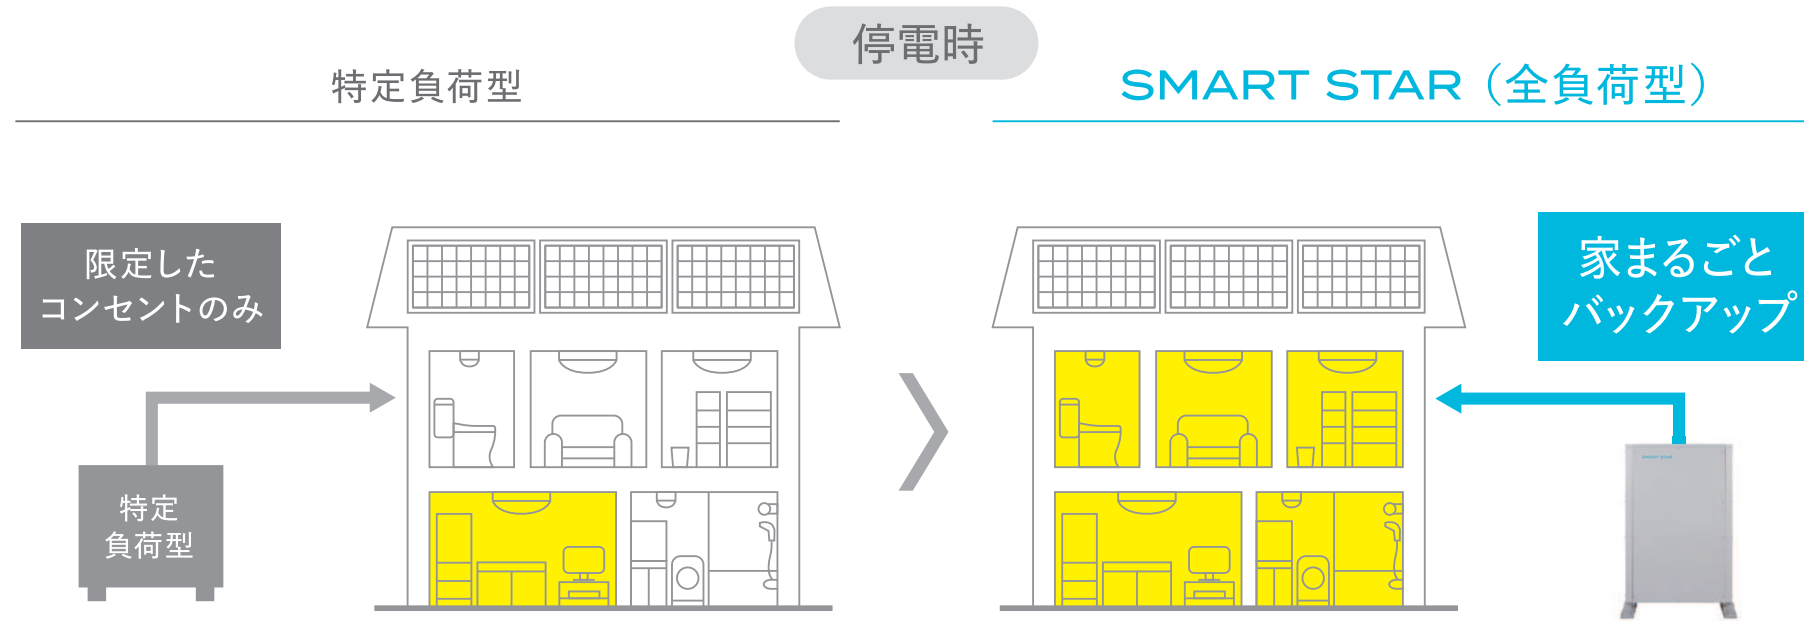 停電時
特定負荷型
SMART STAR（全負荷型）
限定した
コンセントのみ
家まるごと
バックアップ
特定
負荷型
SMART STAR